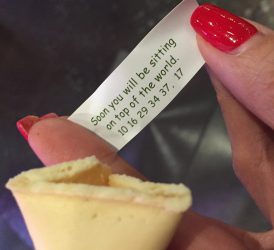 Soon you will be sitting
on top of the world.
10 16 29 34 37, 17